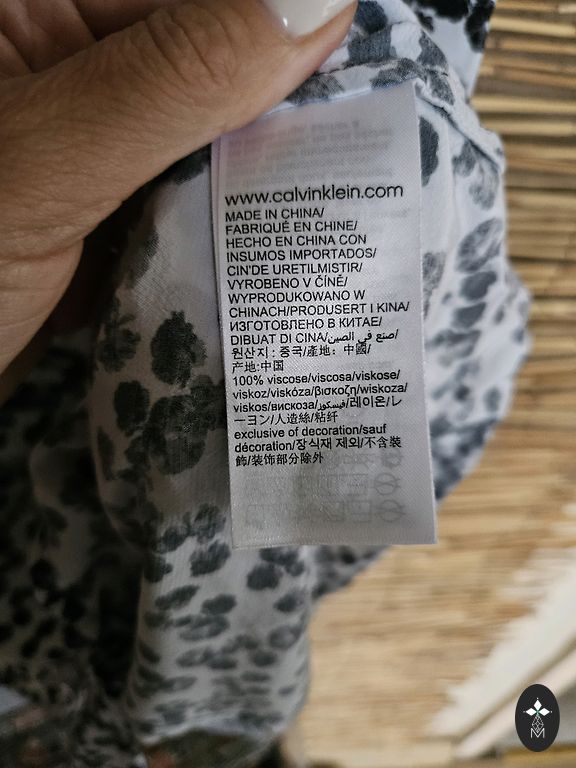 www.calvinklein.com
MADE IN CHINA/
FABRIQUÉ EN CHINE/
HECHO EN CHINA CON
INSUMOS IMPORTADOS/
CIN'DE URETILMISTIR/
VYROBENO V ČÍNĚ/
WYPRODUKOWANO W
CHINACH/PRODUSERT I KINA/
ИЗГОТОВЛЕНО В КИТАЕ/
DIBUAT DI CINA/صنع في الصين/
원산지 : 중국/產地: 中國/
产地:中国
100% viscose/viscosa/viskose/
viskoz/viskóza/βισκοζη/wiskoza/
viskos/вискоза/فيسكوز/레이온/レ
ーヨン/人造絲/粘纤
exclusive of decoration/sauf
décoration/장식재 제외/不含裝
飾/装饰部分除外
M